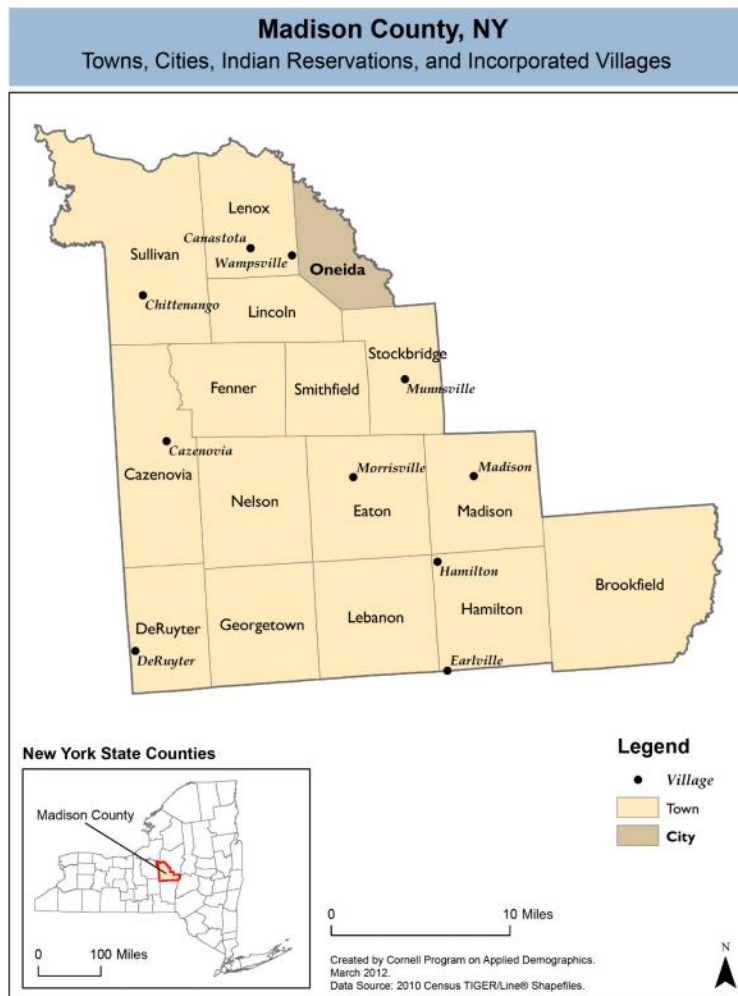 Madison County, NY
Towns, Cities, Indian Reservations, and Incorporated Villages
Lenox
Canastota
Wampsville
Sullivan
Oneida
Chittenango
Lincoln
Stockbridge
Fenner
Smithfield
Munnsville
Cazenovia
Cazenovia
Nelson
Morrisville
Eaton
Madison
Madison
Hamilton
Brookfield
DeRuyter
Georgetown
Lebanon
Hamilton
DeRuyter
Earlville
New York State Counties
Madison County
0 100 Miles
0 10 Miles
Legend
Village
Town
City
Created by Cornell Program on Applied Demographics.
March 2012.
Data Source: 2010 Census TIGER/Line® Shapefiles.
N